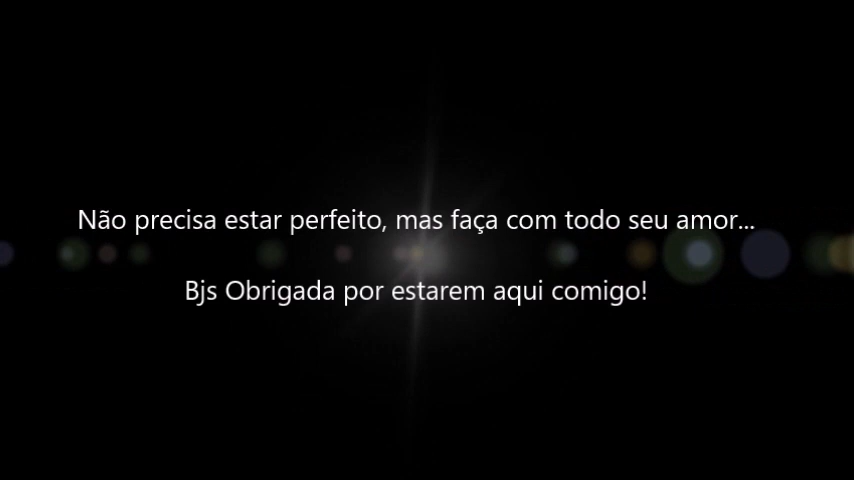 Não precisa estar perfeito, mas faça com todo seu amor...
Bjs Obrigada por estarem aqui comigo!